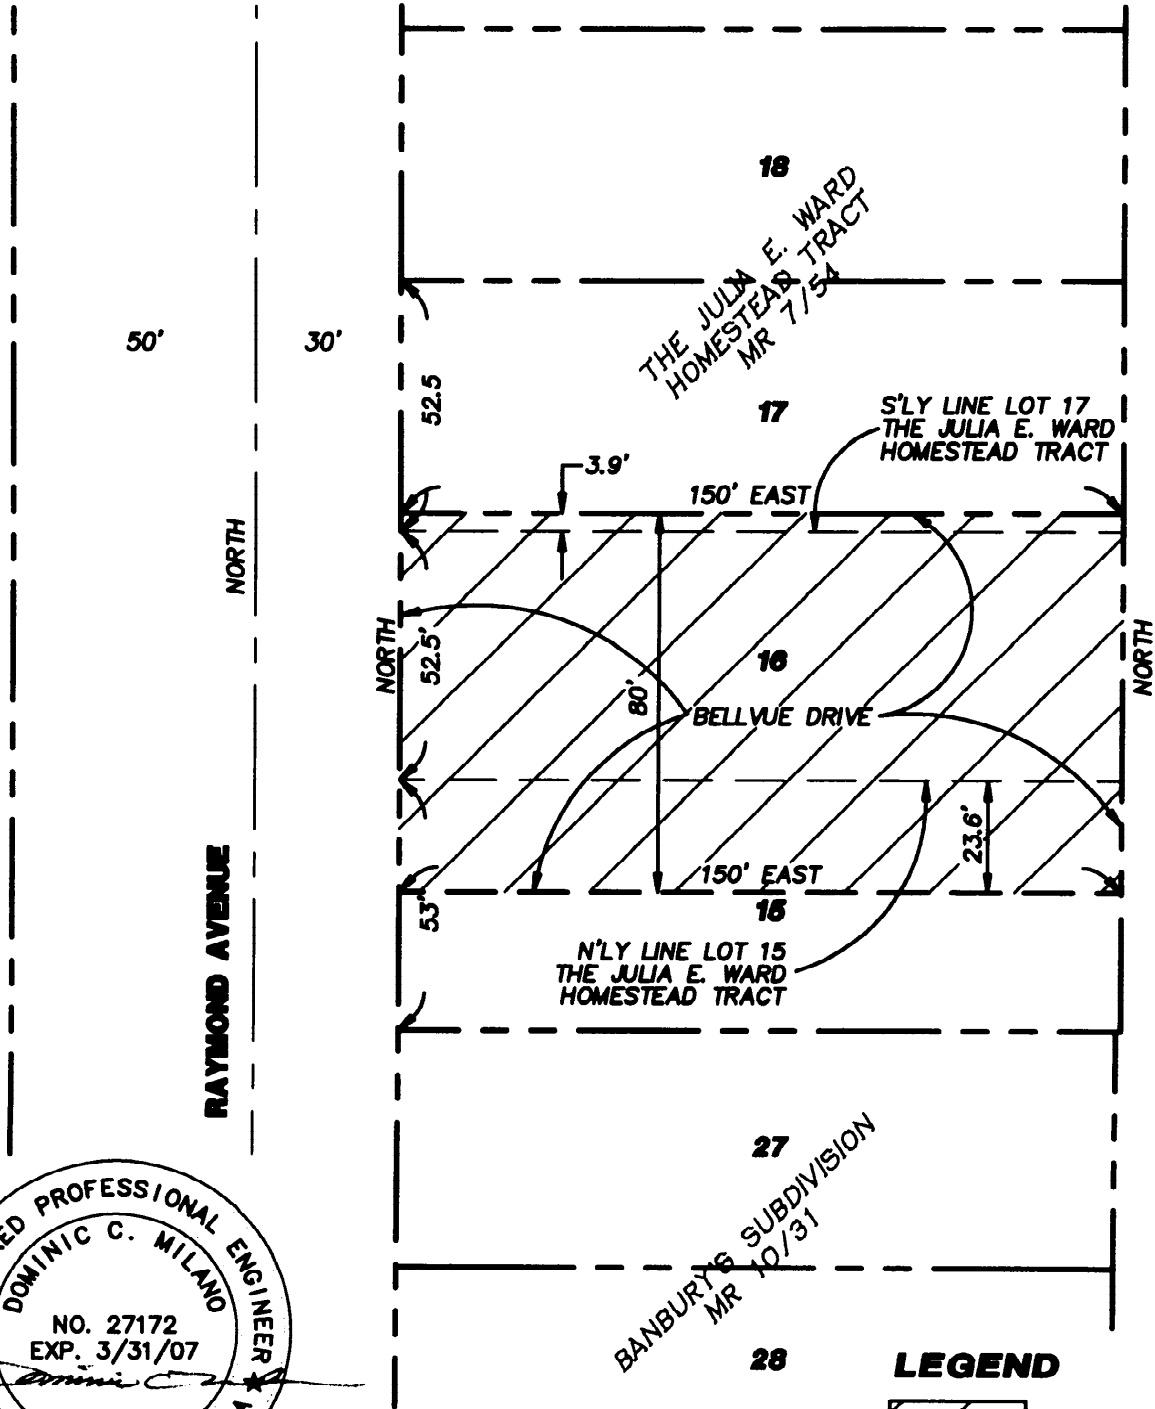 18
THE JULIA E. WARD
HOMESTEAD TRACT
MR 7/54
50'
30'
52.5
17
S'LY LINE LOT 17
THE JULIA E. WARD
HOMESTEAD TRACT
3.9'
150' EAST
NORTH
NORTH
52.5'
16
80'
NORTH
BELLVUE DRIVE
23.6'
150' EAST
53'
15
N'LY LINE LOT 15
THE JULIA E. WARD
HOMESTEAD TRACT
RAYMOND AVENUE
27
BANBURY'S SUBDIVISION
MR 10/31
PROFESSIONAL ENGINEER
DOMINIC C. MILANO
NO. 27172
EXP. 3/31/07
28
LEGEND